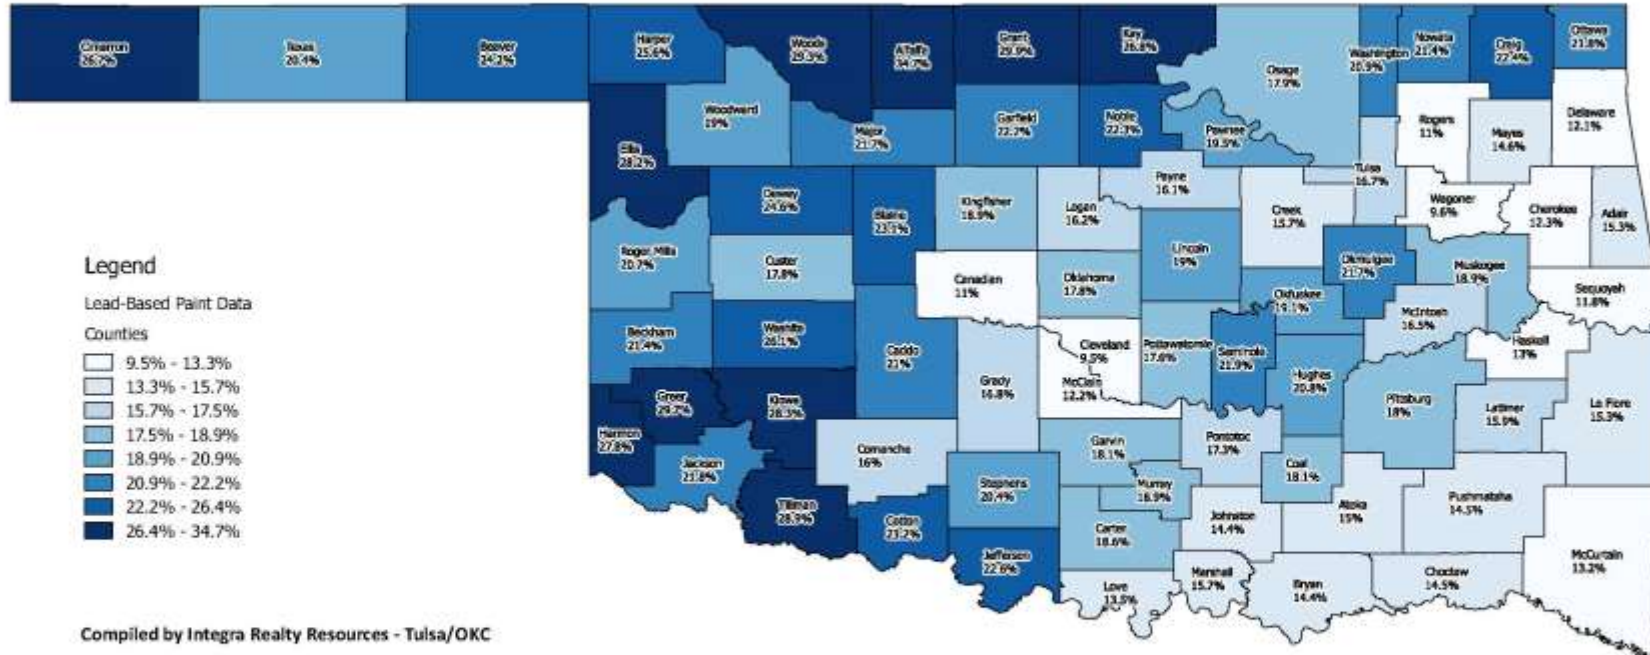 Cimarron
26.7%
Texas
20.4%
Beaver
24.2%
Harper
25.6%
Woods
29.3%
Alfalfa
34.7%
Grant
29.9%
Kay
26.8%
Osage
17.9%
Washington
20.9%
Nowata
21.4%
Craig
22.4%
Ottawa
21.8%
Ellis
28.2%
Woodward
19%
Major
21.7%
Garfield
22.2%
Noble
22.3%
Pawnee
19.5%
Rogers
11%
Mayes
14.6%
Delaware
12.1%
Dewey
24.6%
Blaine
23.1%
Kingfisher
18.9%
Logan
16.2%
Payne
16.1%
Creek
15.7%
Tulsa
16.7%
Wagoner
9.6%
Cherokee
12.3%
Adair
15.3%
Roger Mills
20.7%
Custer
17.8%
Canadian
11%
Oklahoma
17.8%
Lincoln
19%
Okmulgee
21.7%
Muskogee
18.9%
Sequoyah
11.8%
Beckham
21.4%
Washita
26.1%
Caddo
21%
Grady
16.8%
Cleveland
9.5%
McClain
12.2%
Pottawatomie
17.6%
Seminole
21.9%
Okfuskee
19.1%
Hughes
20.8%
McIntosh
16.5%
Haskell
13%
Pittsburg
18%
Latimer
15.9%
Le Flore
15.3%
Greer
29.7%
Kiowa
28.3%
Harmon
27.8%
Jackson
21.8%
Tillman
28.9%
Comanche
16%
Cotton
Stephens
20.4%
Jefferson
22.6%
Garvin
18.1%
Murray
18.9%
Carter
18.6%
Love
13.5%
Pontotoc
17.3%
Coal
18.1%
Johnston
14.4%
Marshall
15.7%
Atoka
15%
Bryan
14.4%
Pushmataha
14.5%
Choctaw
14.5%
McCurtain
13.2%
Legend
Lead-Based Paint Data
Counties
9.5% - 13.3%
13.3% - 15.7%
15.7% - 17.5%
17.5% - 18.9%
18.9% - 20.9%
20.9% - 22.2%
22.2% - 26.4%
26.4% - 34.7%
Compiled by Integra Realty Resources - Tulsa/OKC